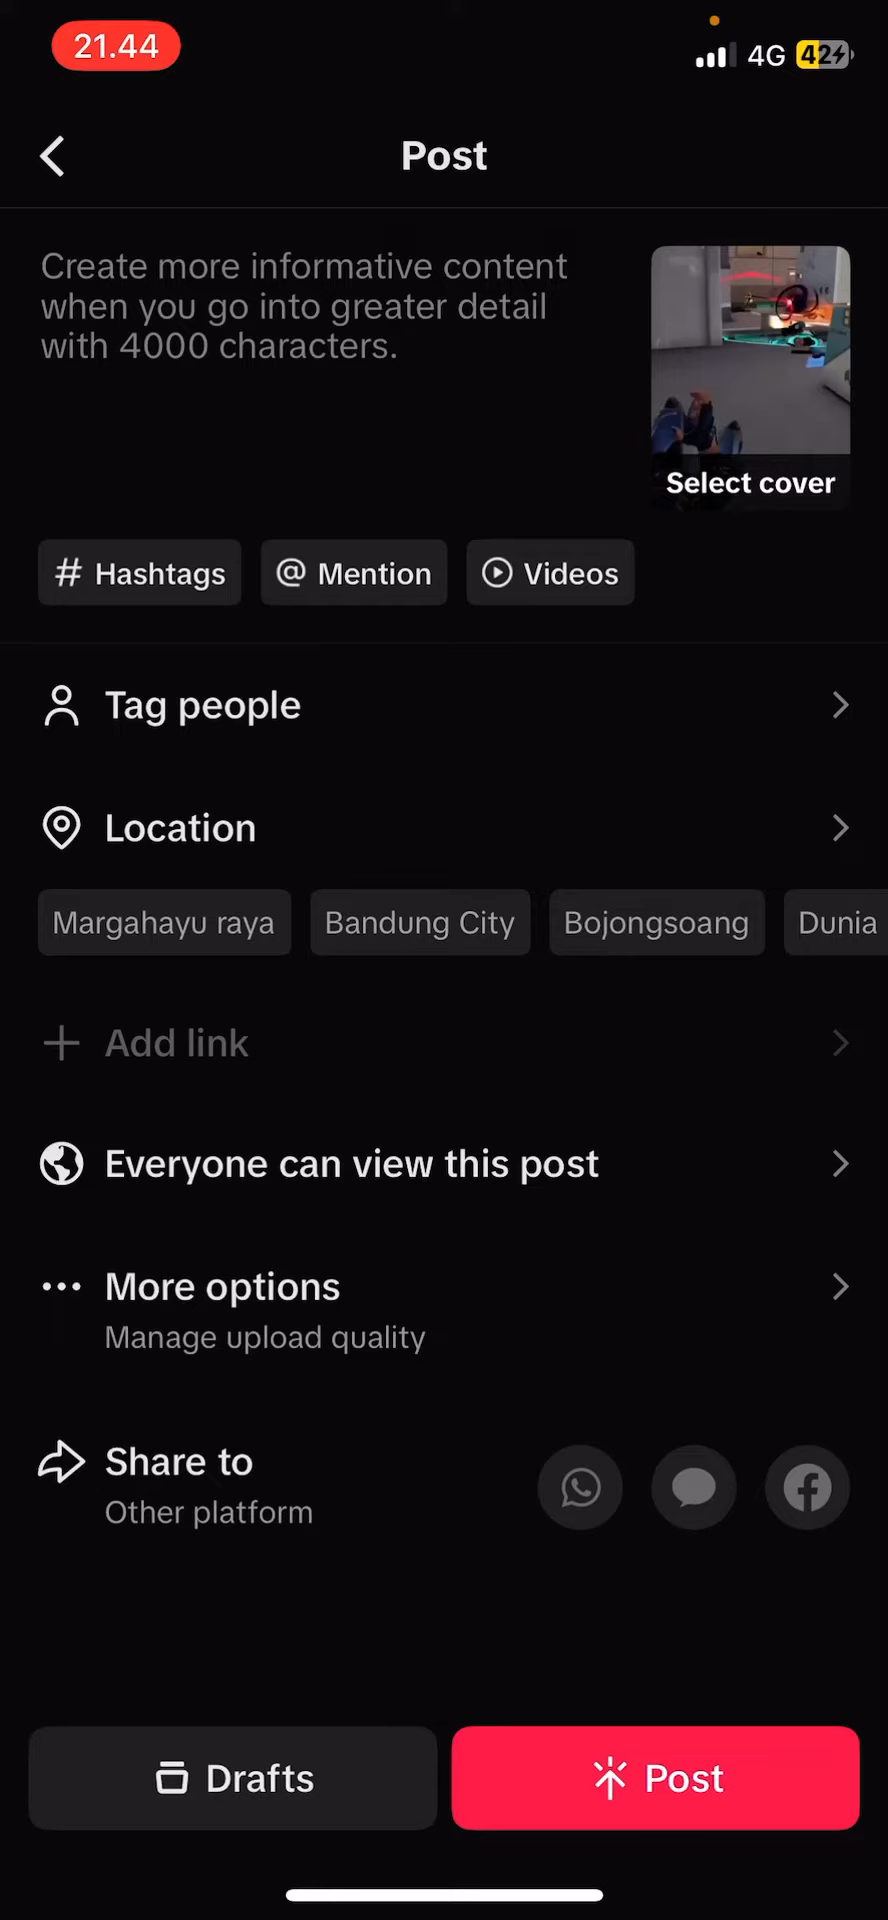 21.44
4G 42
Post
Create more informative content
when you go into greater detail
with 4000 characters.
Select cover
# Hashtags @ Mention Videos
Tag people
Location
Margahayu raya Bandung City Bojongsoang Dunia
Add link
Everyone can view this post
More options
Manage upload quality
Share to
Other platform
Drafts Post